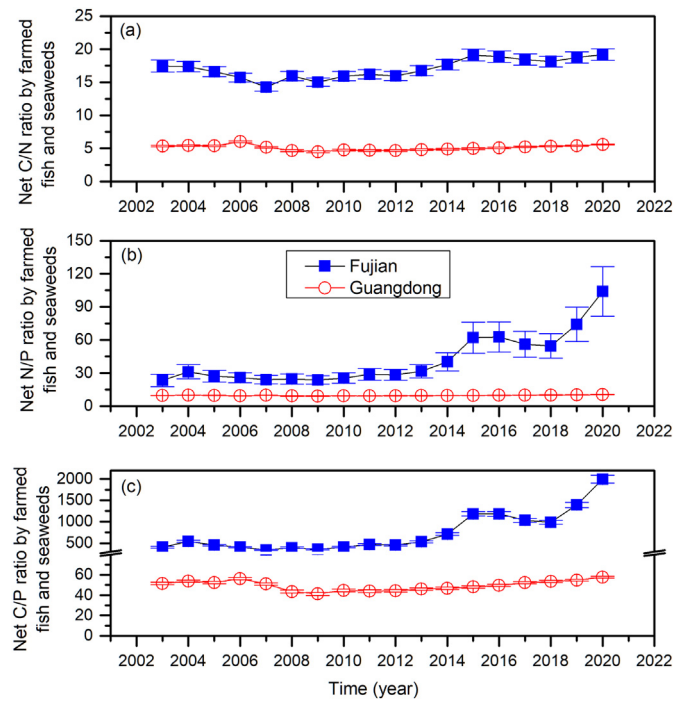 (a)
25
20
15
10
5
0
Net C/N ratio by farmed
fish and seaweeds
2002 2004 2006 2008 2010 2012 2014 2016 2018 2020 2022
(b)
150
120
90
60
30
0
Net N/P ratio by farmed
fish and seaweeds
Fujian
Guangdong
2002 2004 2006 2008 2010 2012 2014 2016 2018 2020 2022
(c)
2000
1500
1000
500
60
40
20
0
Net C/P ratio by farmed
fish and seaweeds
2002 2004 2006 2008 2010 2012 2014 2016 2018 2020 2022
Time (year)